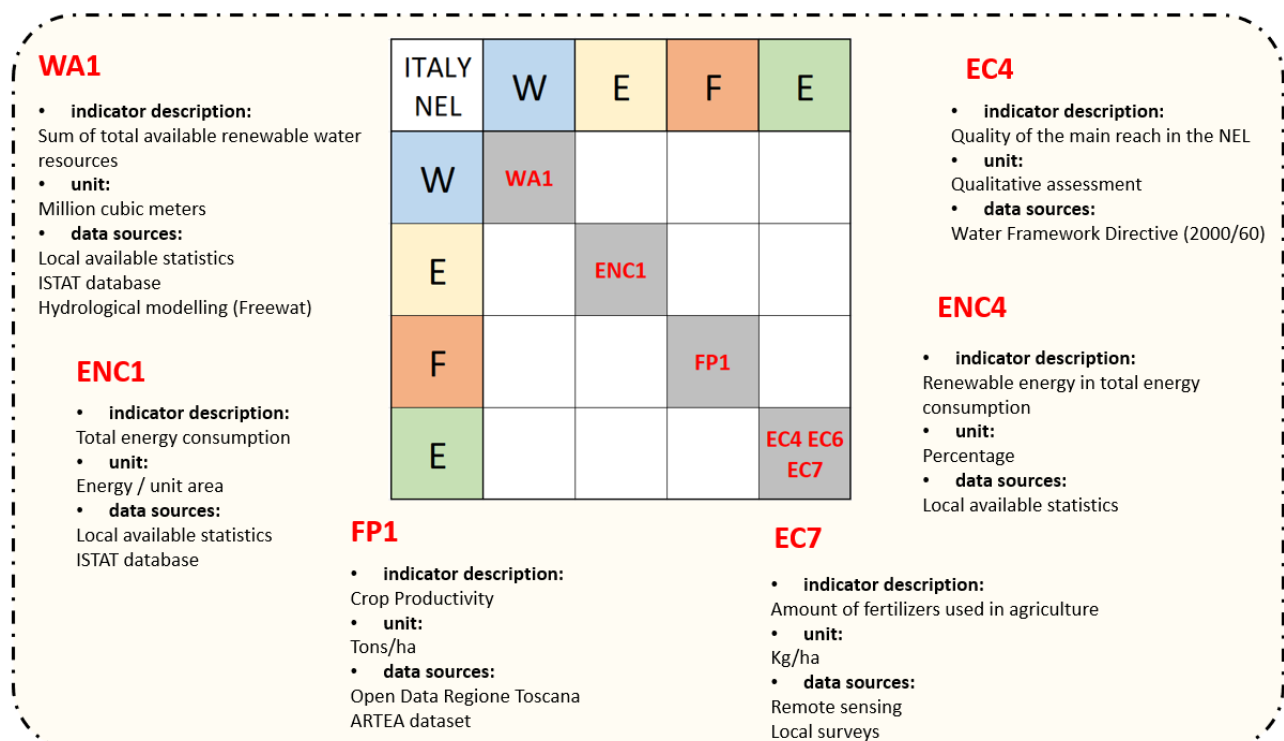 WA1
• indicator description:
Sum of total available renewable water
resources
• unit:
Million cubic meters
• data sources:
Local available statistics
ISTAT database
Hydrological modelling (Freewat)
ENC1
• indicator description:
Total energy consumption
• unit:
Energy / unit area
• data sources:
Local available statistics
ISTAT database
ITALY
NEL
W
E
F
E
W
WA1
E
ENC1
F
FP1
E
EC4 EC6
EC7
FP1
• indicator description:
Crop Productivity
• unit:
Tons/ha
• data sources:
Open Data Regione Toscana
ARTEA dataset
EC4
• indicator description:
Quality of the main reach in the NEL
• unit:
Qualitative assessment
• data sources:
Water Framework Directive (2000/60)
ENC4
• indicator description:
Renewable energy in total energy
consumption
• unit:
Percentage
• data sources:
Local available statistics
EC7
• indicator description:
Amount of fertilizers used in agriculture
• unit:
Kg/ha
• data sources:
Remote sensing
Local surveys